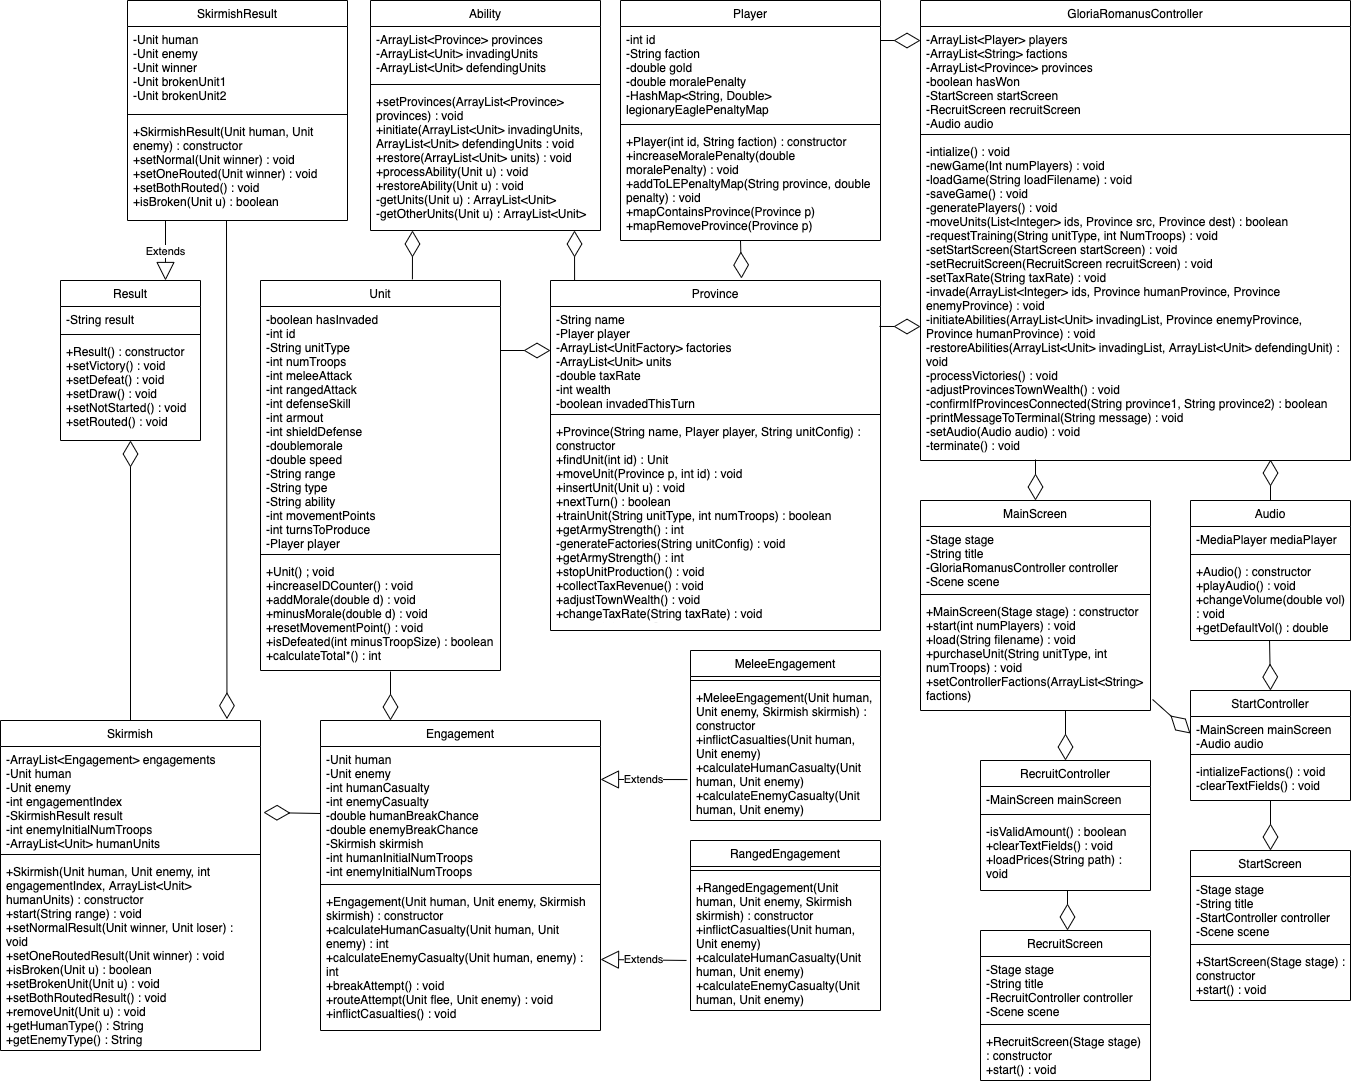 SkirmishResult
-Unit human
-Unit enemy
-Unit winner
-Unit brokenUnit1
-Unit brokenUnit2
+SkirmishResult(Unit human, Unit
enemy) : constructor
+setNormal(Unit winner) : void
+setOneRouted(Unit winner) : void
+setBothRouted() : void
+isBroken(Unit u) : boolean
Extends
Ability
-ArrayList<Province> provinces
-ArrayList<Unit> invadingUnits
-ArrayList<Unit> defendingUnits
+setProvinces(ArrayList<Province>
provinces) : void
+initiate(ArrayList<Unit> invadingUnits,
ArrayList<Unit> defendingUnits : void
+restore(ArrayList<Unit> units) : void
+processAbility(Unit u) : void
+restoreAbility(Unit u) : void
-getUnits(Unit u) : ArrayList<Unit>
-getOtherUnits(Unit u) : ArrayList<Unit>
Player
-int id
-String faction
-double gold
-double moralePenalty
-HashMap<String, Double>
legionaryEaglePenaltyMap
+Player(int id, String faction) : constructor
+increaseMoralePenalty(double
moralePenalty) : void
+addToLEPenaltyMap(String province, double
penalty) : void
+mapContainsProvince(Province p)
+mapRemoveProvince(Province p)
GloriaRomanusController
-ArrayList<Player> players
-ArrayList<String> factions
-ArrayList<Province> provinces
-boolean hasWon
-StartScreen startScreen
-RecruitScreen recruitScreen
-Audio audio
-intialize() : void
-newGame(Int numPlayers) : void
-loadGame(String loadFilename) : void
-saveGame() : void
-generatePlayers() : void
-moveUnits(List<Integer> ids, Province src, Province dest) : boolean
-requestTraining(String unitType, int NumTroops) : void
-setStartScreen(StartScreen startScreen) : void
-setRecruitScreen(RecruitScreen recruitScreen) : void
-setTaxRate(String taxRate) : void
-invade(ArrayList<Integer> ids, Province humanProvince, Province
enemyProvince) : void
-initiateAbilities(ArrayList<Unit> invadingList, Province enemyProvince,
Province humanProvince) : void
-restoreAbilities(ArrayList<Unit> invadingList, ArrayList<Unit> defendingUnit) :
void
-processVictories() : void
-adjustProvincesTownWealth() : void
-confirmIfProvincesConnected(String province1, String province2) : boolean
-printMessageToTerminal(String message) : void
-setAudio(Audio audio) : void
-terminate() : void
Result
-String result
+Result() : constructor
+setVictory() : void
+setDefeat() : void
+setDraw() : void
+setNotStarted() : void
+setRouted() : void
Unit
-boolean hasInvaded
-int id
-String unitType
-int numTroops
-int meleeAttack
-int rangedAttack
-int defenseSkill
-int armout
-int shieldDefense
-doublemorale
-double speed
-String range
-String type
-String ability
-int movementPoints
-int turnsToProduce
-Player player
+Unit() ; void
+increaseIDCounter() : void
+addMorale(double d) : void
+minusMorale(double d) : void
+resetMovementPoint() : void
+isDefeated(int minusTroopSize) : boolean
+calculateTotal*() : int
Province
-String name
-Player player
-ArrayList<UnitFactory> factories
-ArrayList<Unit> units
-double taxRate
-int wealth
-boolean invadedThisTurn
+Province(String name, Player player, String unitConfig) :
constructor
+findUnit(int id) : Unit
+moveUnit(Province p, int id) : void
+insertUnit(Unit u) : void
+nextTurn() : boolean
+trainUnit(String unitType, int numTroops) : boolean
+getArmyStrength() : int
-generateFactories(String unitConfig) : void
+getArmyStrength() : int
+stopUnitProduction() : void
+collectTaxRevenue() : void
+adjustTownWealth() : void
+changeTaxRate(String taxRate) : void
MainScreen
-Stage stage
-String title
-GloriaRomanusController controller
-Scene scene
+MainScreen(Stage stage) : constructor
+start(int numPlayers) : void
+load(String filename) : void
+purchaseUnit(String unitType, int
numTroops) : void
+setControllerFactions(ArrayList<String>
factions)
Audio
-MediaPlayer mediaPlayer
+Audio() : constructor
+playAudio() : void
+changeVolume(double vol)
: void
+getDefaultVol() : double
MeleeEngagement
+MeleeEngagement(Unit human,
Unit enemy, Skirmish skirmish) :
constructor
+inflictCasualties(Unit human,
Unit enemy)
+calculateHumanCasualty(Unit
human, Unit enemy)
+calculateEnemyCasualty(Unit
human, Unit enemy)
Extends
StartController
-MainScreen mainScreen
-Audio audio
-intializeFactions() : void
-clearTextFields() : void
Skirmish
-ArrayList<Engagement> engagements
-Unit human
-Unit enemy
-int engagementIndex
-SkirmishResult result
-int enemyInitialNumTroops
-ArrayList<Unit> humanUnits
+Skirmish(Unit human, Unit enemy, int
engagementIndex, ArrayList<Unit>
humanUnits) : constructor
+start(String range) : void
+setNormalResult(Unit winner, Unit loser) :
void
+setOneRoutedResult(Unit winner) : void
+isBroken(Unit u) : boolean
+setBrokenUnit(Unit u) : void
+setBothRoutedResult() : void
+removeUnit(Unit u) : void
+getHumanType() : String
+getEnemyType() : String
Engagement
-Unit human
-Unit enemy
-int humanCasualty
-int enemyCasualty
-double humanBreakChance
-double enemyBreakChance
-Skirmish skirmish
-int humanInitialNumTroops
-int enemyInitialNumTroops
+Engagement(Unit human, Unit enemy, Skirmish
skirmish) : constructor
+calculateHumanCasualty(Unit human, Unit
enemy) : int
+calculateEnemyCasualty(Unit human, enemy) :
int
+breakAttempt() : void
+routeAttempt(Unit flee, Unit enemy) : void
+inflictCasualties() : void
RangedEngagement
+RangedEngagement(Unit
human, Unit enemy, Skirmish
skirmish) : constructor
+inflictCasualties(Unit human,
Unit enemy)
+calculateHumanCasualty(Unit
human, Unit enemy)
+calculateEnemyCasualty(Unit
human, Unit enemy)
Extends
RecruitController
-MainScreen mainScreen
-isValidAmount() : boolean
+clearTextFields() : void
+loadPrices(String path) :
void
StartScreen
-Stage stage
-String title
-StartController controller
-Scene scene
+StartScreen(Stage stage) :
constructor
+start() : void
RecruitScreen
-Stage stage
-String title
-RecruitController controller
-Scene scene
+RecruitScreen(Stage stage)
: constructor
+start() : void